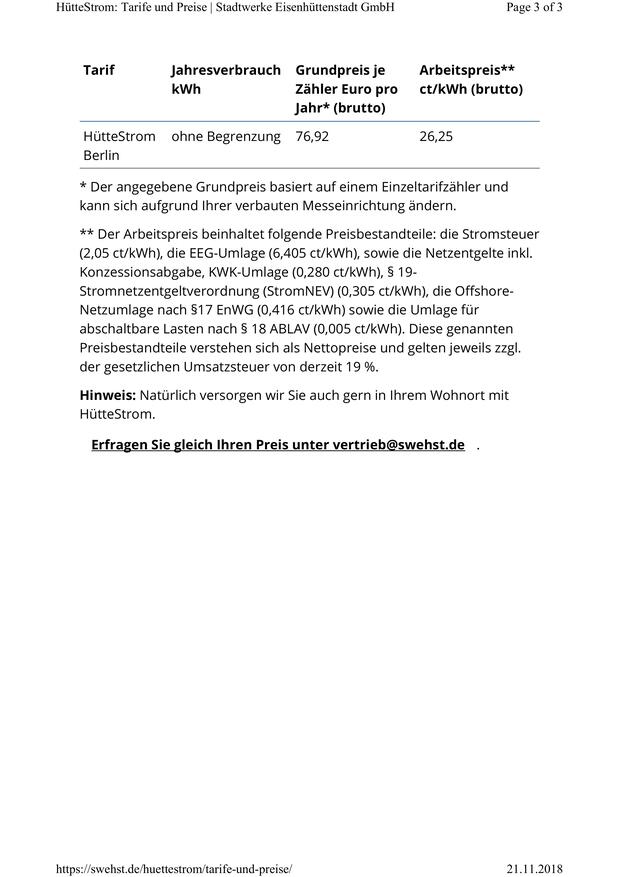 HütteStrom: Tarife und Preise | Stadtwerke Eisenhüttenstadt GmbH Page 3 of 3
Tarif Jahresverbrauch kWh Grundpreis je Zähler Euro pro Jahr* (brutto) Arbeitspreis** ct/kWh (brutto)
HütteStrom Berlin ohne Begrenzung 76,92 26,25
* Der angegebene Grundpreis basiert auf einem Einzeltarifzähler und
kann sich aufgrund Ihrer verbauten Messeinrichtung ändern.
** Der Arbeitspreis beinhaltet folgende Preisbestandteile: die Stromsteuer
(2,05 ct/kWh), die EEG-Umlage (6,405 ct/kWh), sowie die Netzentgelte inkl.
Konzessionsabgabe, KWK-Umlage (0,280 ct/kWh), § 19-
Stromnetzentgeltverordnung (StromNEV) (0,305 ct/kWh), die Offshore-
Netzumlage nach §17 EnWG (0,416 ct/kWh) sowie die Umlage für
abschaltbare Lasten nach § 18 ABLAV (0,005 ct/kWh). Diese genannten
Preisbestandteile verstehen sich als Nettopreise und gelten jeweils zzgl.
der gesetzlichen Umsatzsteuer von derzeit 19 %.
Hinweis: Natürlich versorgen wir Sie auch gern in Ihrem Wohnort mit
HütteStrom.
Erfragen Sie gleich Ihren Preis unter vertrieb@swehst.de .
https://swehst.de/huettestrom/tarife-und-preise/ 21.11.2018